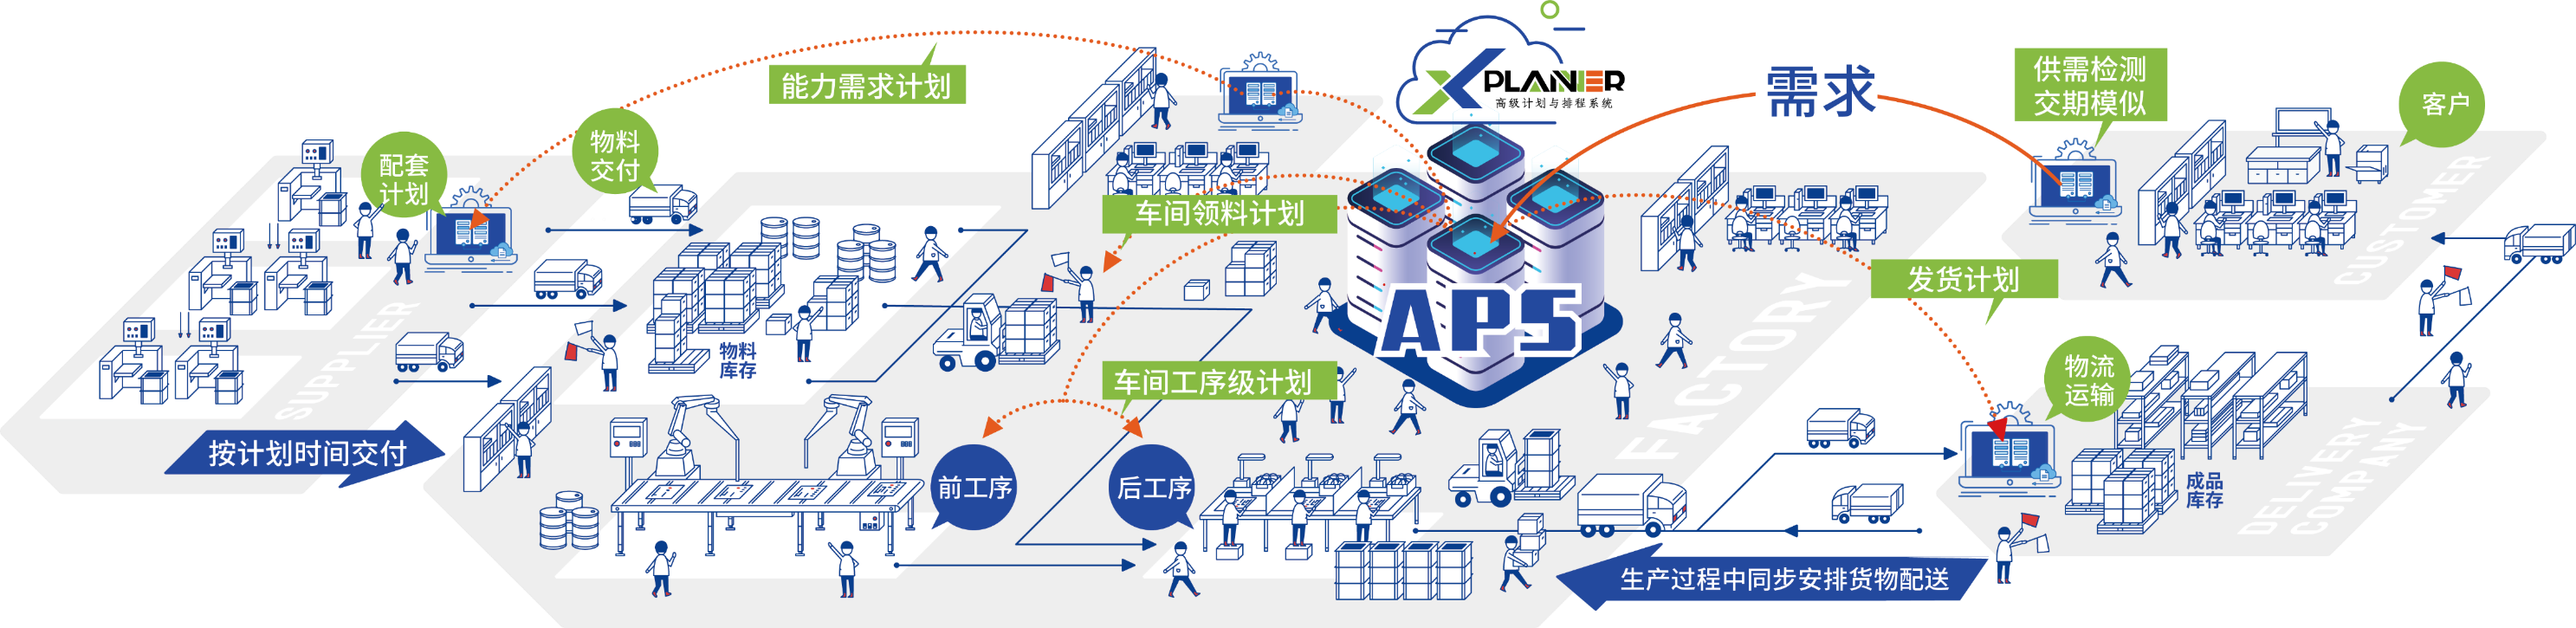 能力需求计划
XPLANNER
高级计划与排程系统
需求
供需检测
交期模似
客户
物料
交付
配套
计划
车间领料计划
CUSTOMER
发货计划
APS
FACTORY
SUPPLIER
物料
库存
车间工序级计划
物流
运输
按计划时间交付
前工序
后工序
成品
库存
DELIVERY
COMPANY
生产过程中同步安排货物配送